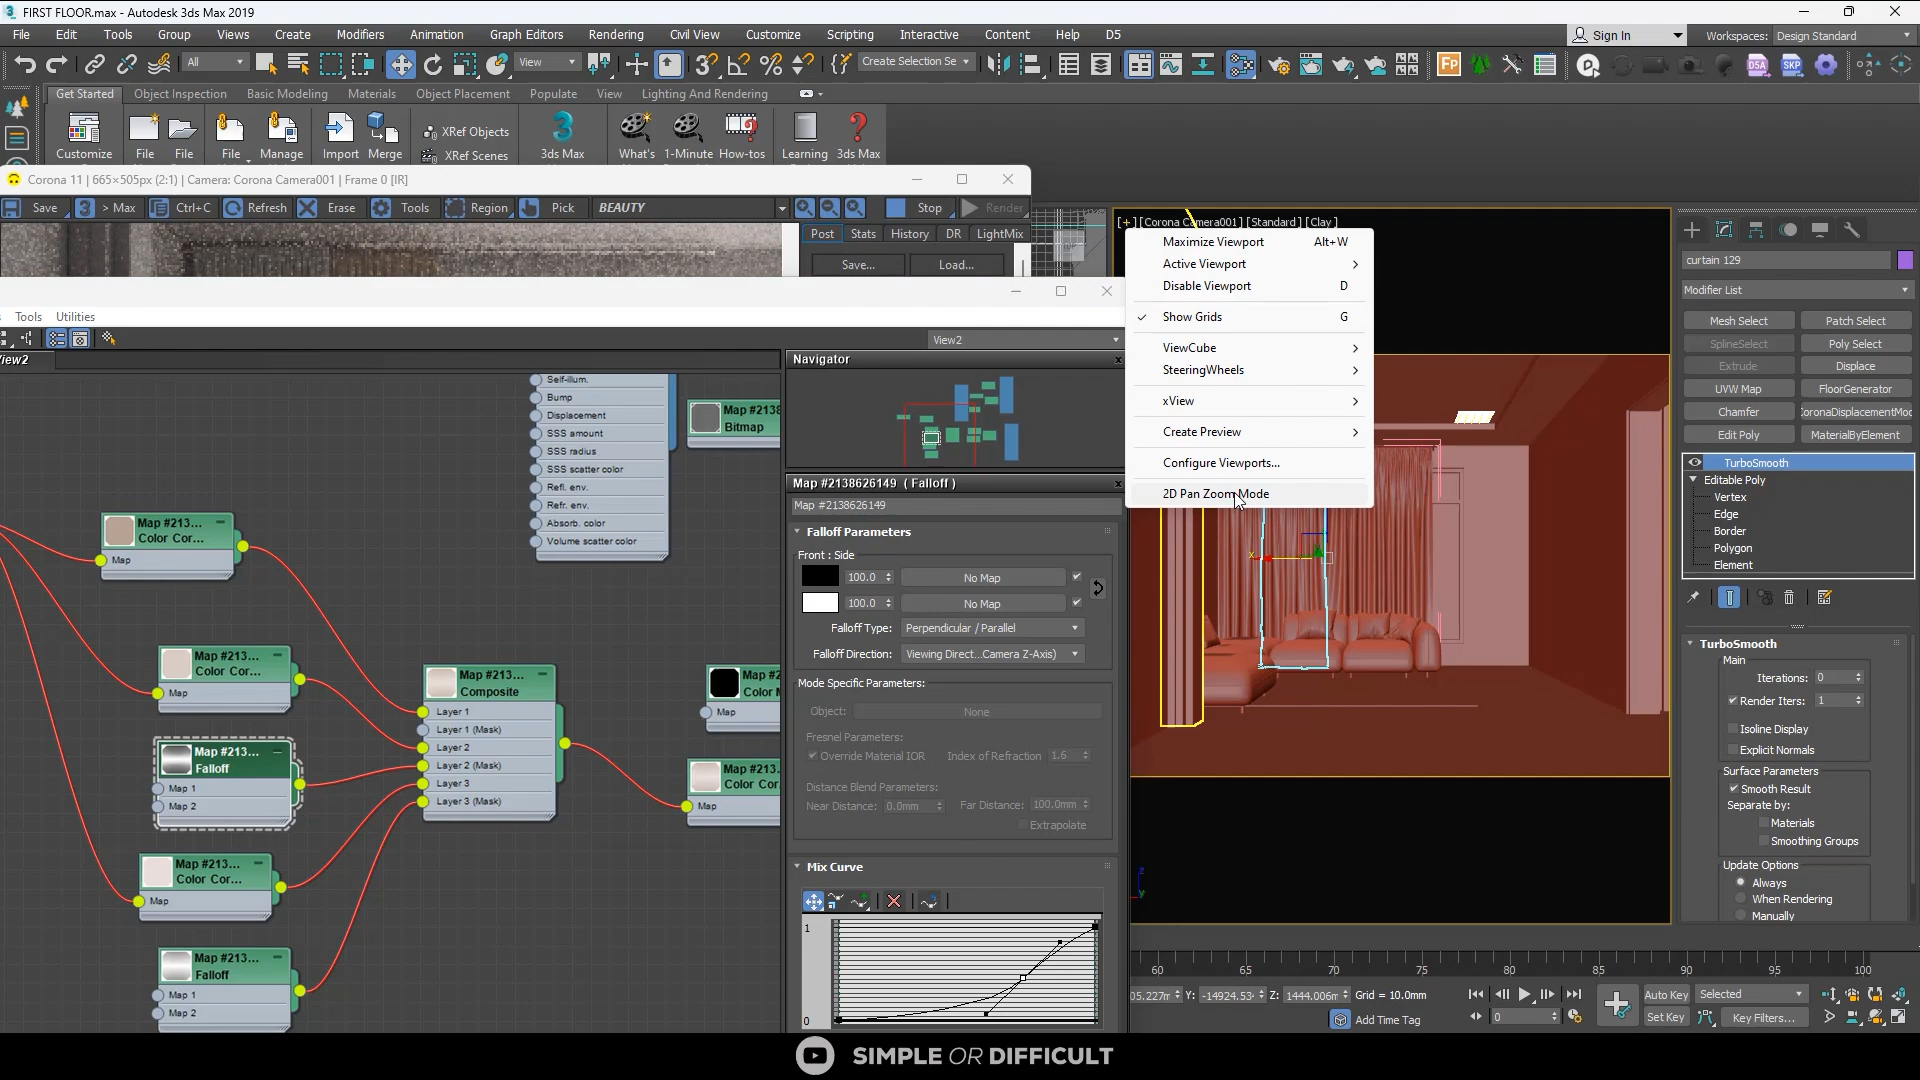 FIRST FLOOR.max - Autodesk 3ds Max 2019
File Edit Tools Group Views Create Modifiers Animation Graph Editors Rendering Civil View Customize Scripting Interactive Content Help D5
Sign In Workspaces: Design Standard
All View Create Selection Se
Get Started Object Inspection Basic Modeling Materials Object Placement Populate View Lighting And Rendering
XRef Objects
XRef Scenes
Customize File File File Manage Import Merge 3ds Max What's 1-Minute How-tos Learning 3ds Max
Corona 11 | 665×505px (2:1) | Camera: Corona Camera001 | Frame 0 [IR]
Save > Max Ctrl+C Refresh Erase Tools Region Pick BEAUTY Stop Render
Post Stats History DR LightMix
Save... Load...
Tools Utilities
View2
View2
Navigator
Self-illum.
Bump
Displacement
SSS amount
SSS radius
SSS scatter color
Refl. env.
Refr. env.
Absorb. color
Volume scatter color
Map #2138
Bitmap
Map #213...
Color Cor...
Map
Map #213...
Color Cor...
Map
Map #213...
Falloff
Map 1
Map 2
Map #213...
Color Cor...
Map
Map #213...
Falloff
Map 1
Map 2
Map #213...
Composite
Layer 1
Layer 1 (Mask)
Layer 2
Layer 2 (Mask)
Layer 3
Layer 3 (Mask)
Map #2
Color M
Map
Map #213.
Color Cor
Map
Map #2138626149 ( Falloff )
Map #2138626149
Falloff Parameters
Front : Side
100.0 No Map
100.0 No Map
Falloff Type: Perpendicular / Parallel
Falloff Direction: Viewing Direct...Camera Z-Axis)
Mode Specific Parameters:
Object: None
Fresnel Parameters:
Override Material IOR Index of Refraction 1.6
Distance Blend Parameters:
Near Distance: 0.0mm Far Distance: 100.0mm
Extrapolate
Mix Curve
1
0
[+] [Corona Camera001] [Standard] [Clay]
Maximize Viewport Alt+W
Active Viewport
Disable Viewport D
Show Grids G
ViewCube
SteeringWheels
xView
Create Preview
Configure Viewports...
2D Pan Zoom Mode
x
z
y
curtain 129
Modifier List
Mesh Select Patch Select
SplineSelect Poly Select
Extrude Displace
UVW Map FloorGenerator
Chamfer CoronaDisplacementMod
Edit Poly MaterialByElement
TurboSmooth
Editable Poly
Vertex
Edge
Border
Polygon
Element
TurboSmooth
Main
Iterations: 0
Render Iters: 1
Isoline Display
Explicit Normals
Surface Parameters
Smooth Result
Separate by:
Materials
Smoothing Groups
Update Options
Always
When Rendering
Manually
60 65 70 75 80 85 90 95 100
05.227m Y: -14924.53 Z: 1444.006m Grid = 10.0mm
Add Time Tag
0
Auto Key Selected
Set Key Key Filters...
SIMPLE OR DIFFICULT